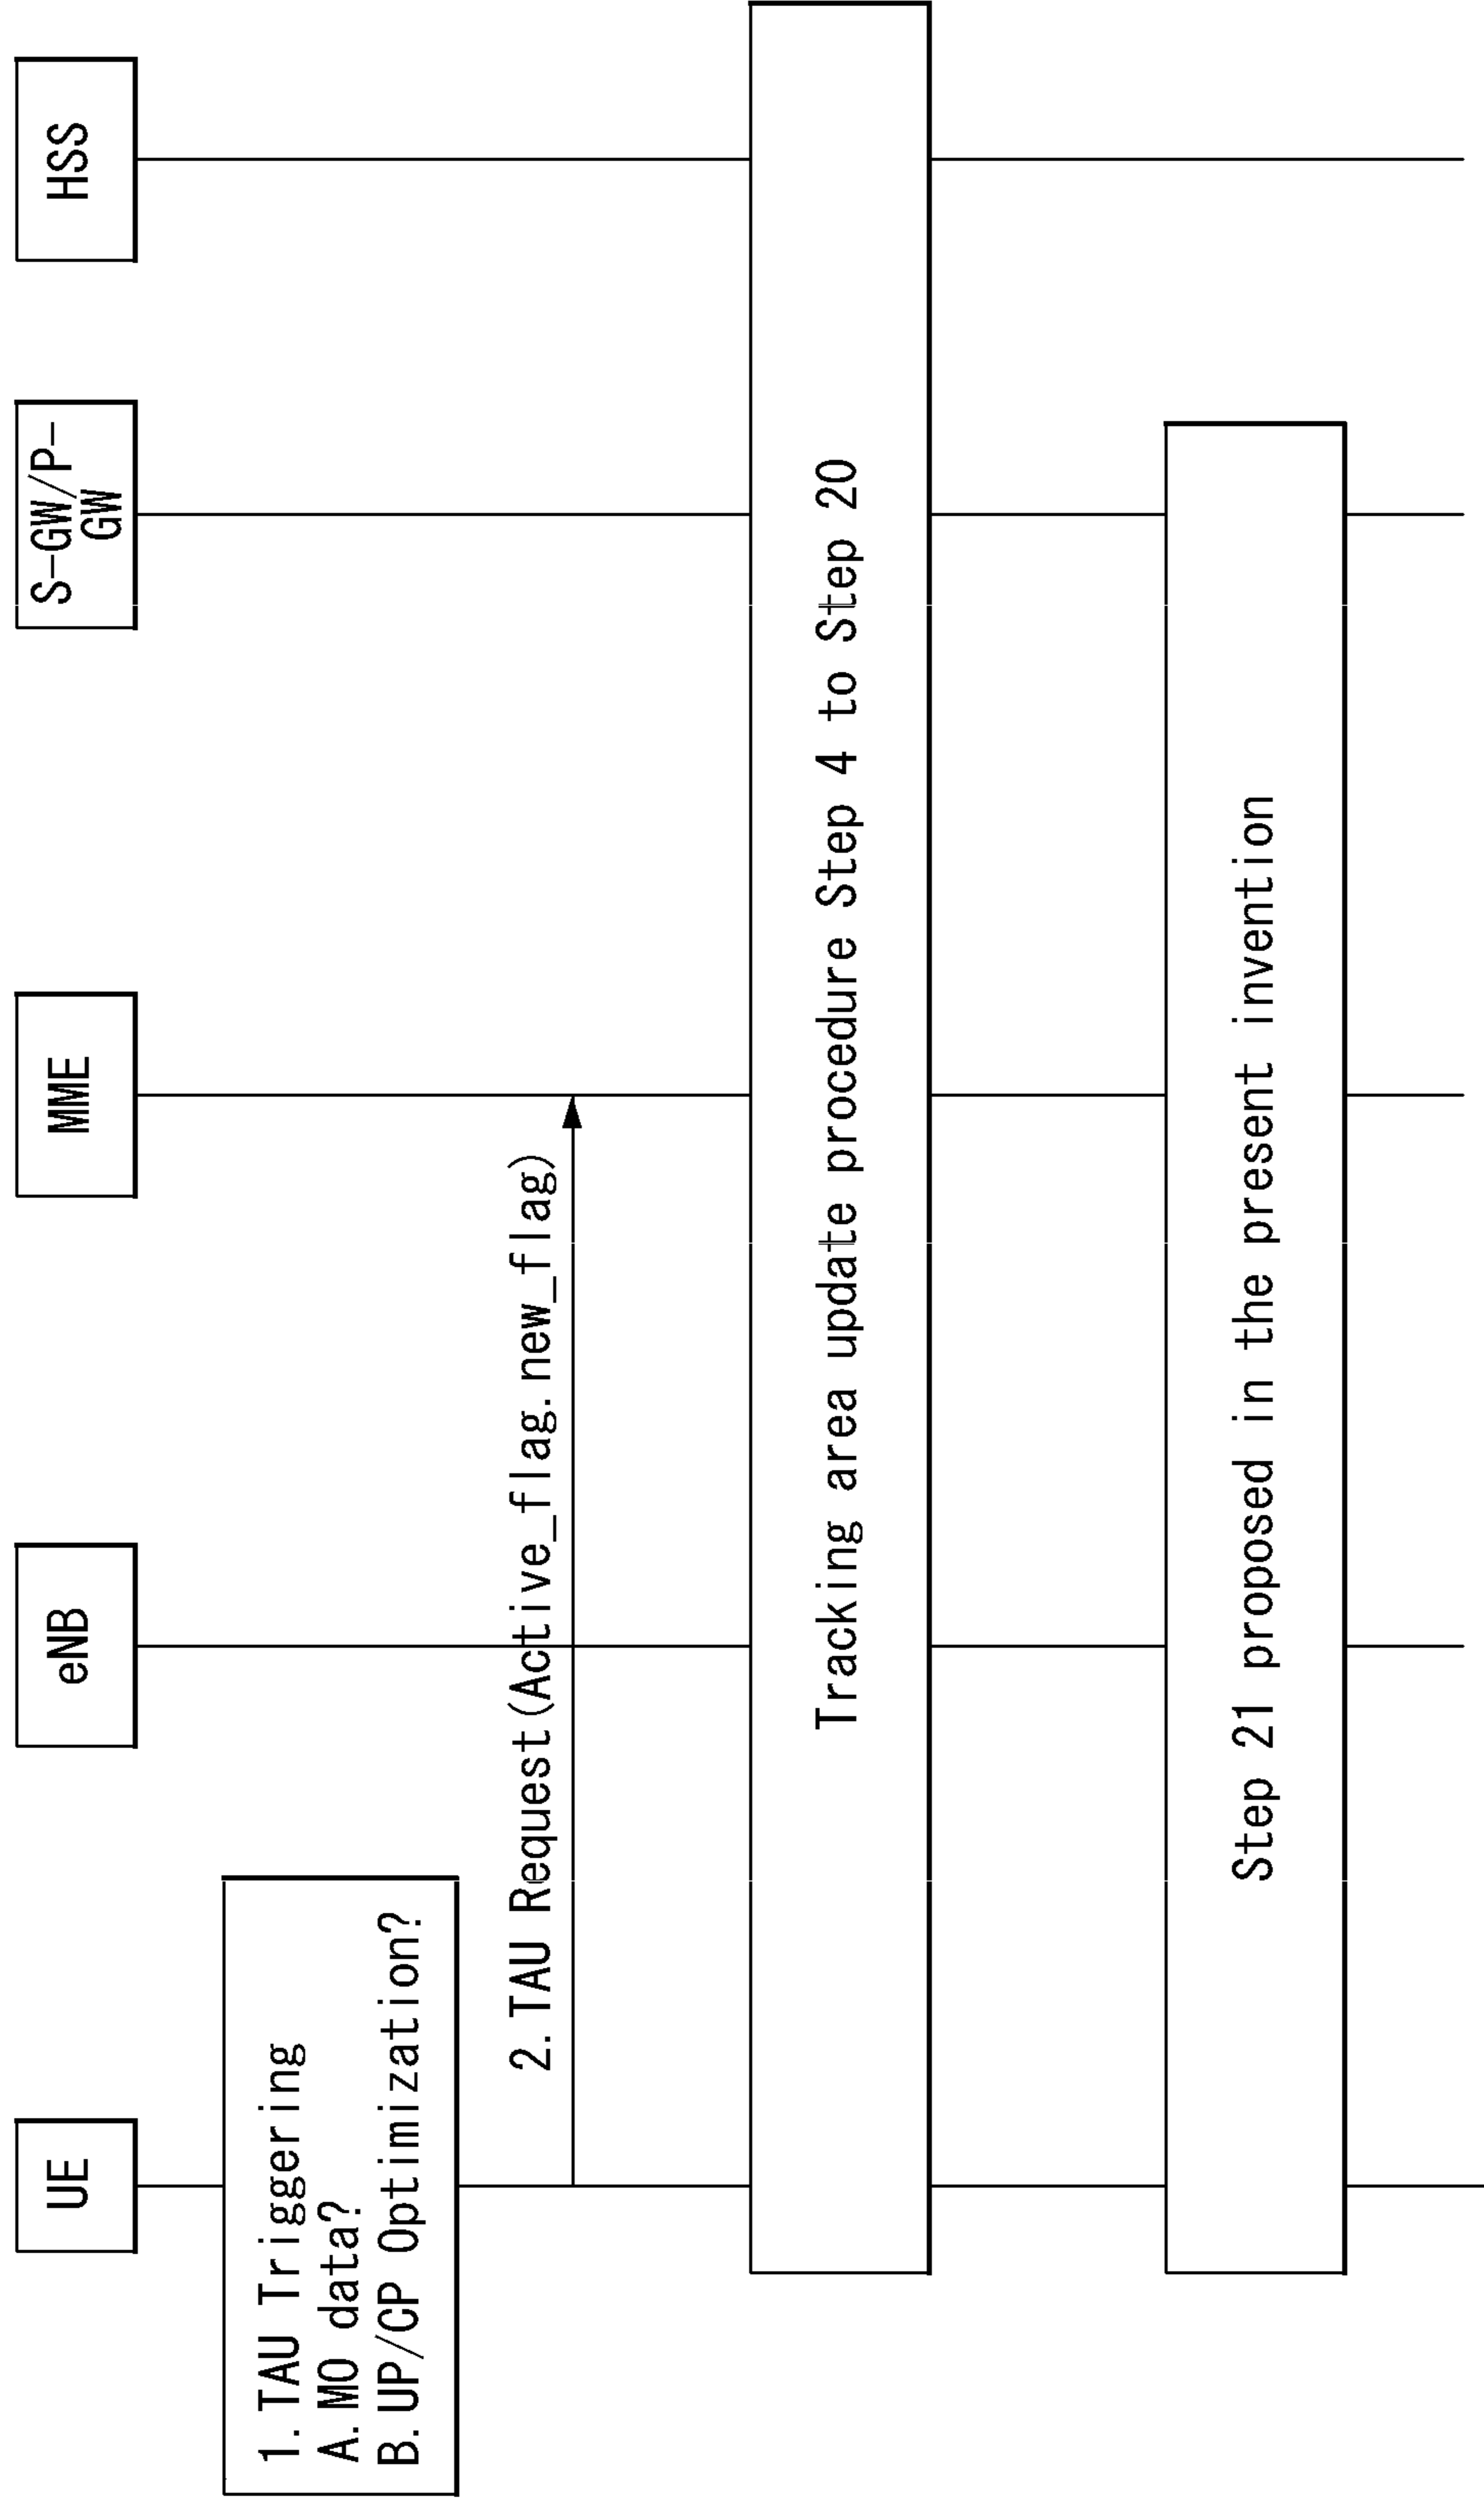 UE
eNB
MME
S-GW/P-
GW
HSS
1. TAU Triggering
A. MO data?
B. UP/CP Optimization?
2. TAU Request(Active_flag.new_flag)
Tracking area update procedure Step 4 to Step 20
Step 21 proposed in the present invention